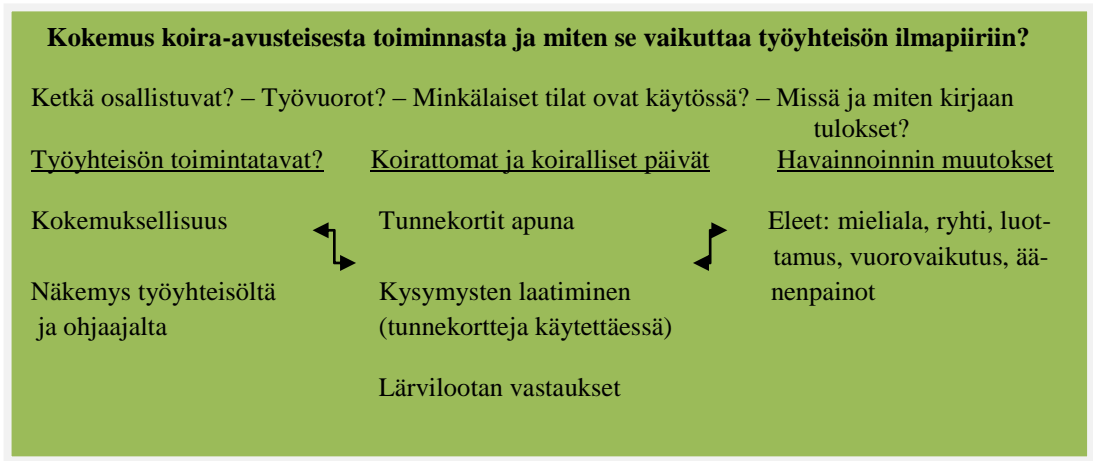 Kokemus koira-avusteisesta toiminnasta ja miten se vaikuttaa työyhteisön ilmapiiriin?
Ketkä osallistuvat? – Työvuorot? – Minkälaiset tilat ovat käytössä? – Missä ja miten kirjaan
tulokset?
Työyhteisön toimintatavat? Koirattomat ja koiralliset päivät Havainnoinnin muutokset
Kokemuksellisuus Tunnekortit apuna Eleet: mieliala, ryhti, luot-
tamus, vuorovaikutus, ää-
Näkemys työyhteisöltä Kysymysten laatiminen nenpainot
ja ohjaajalta (tunnekortteja käytettäessä)
Lärvilootan vastaukset